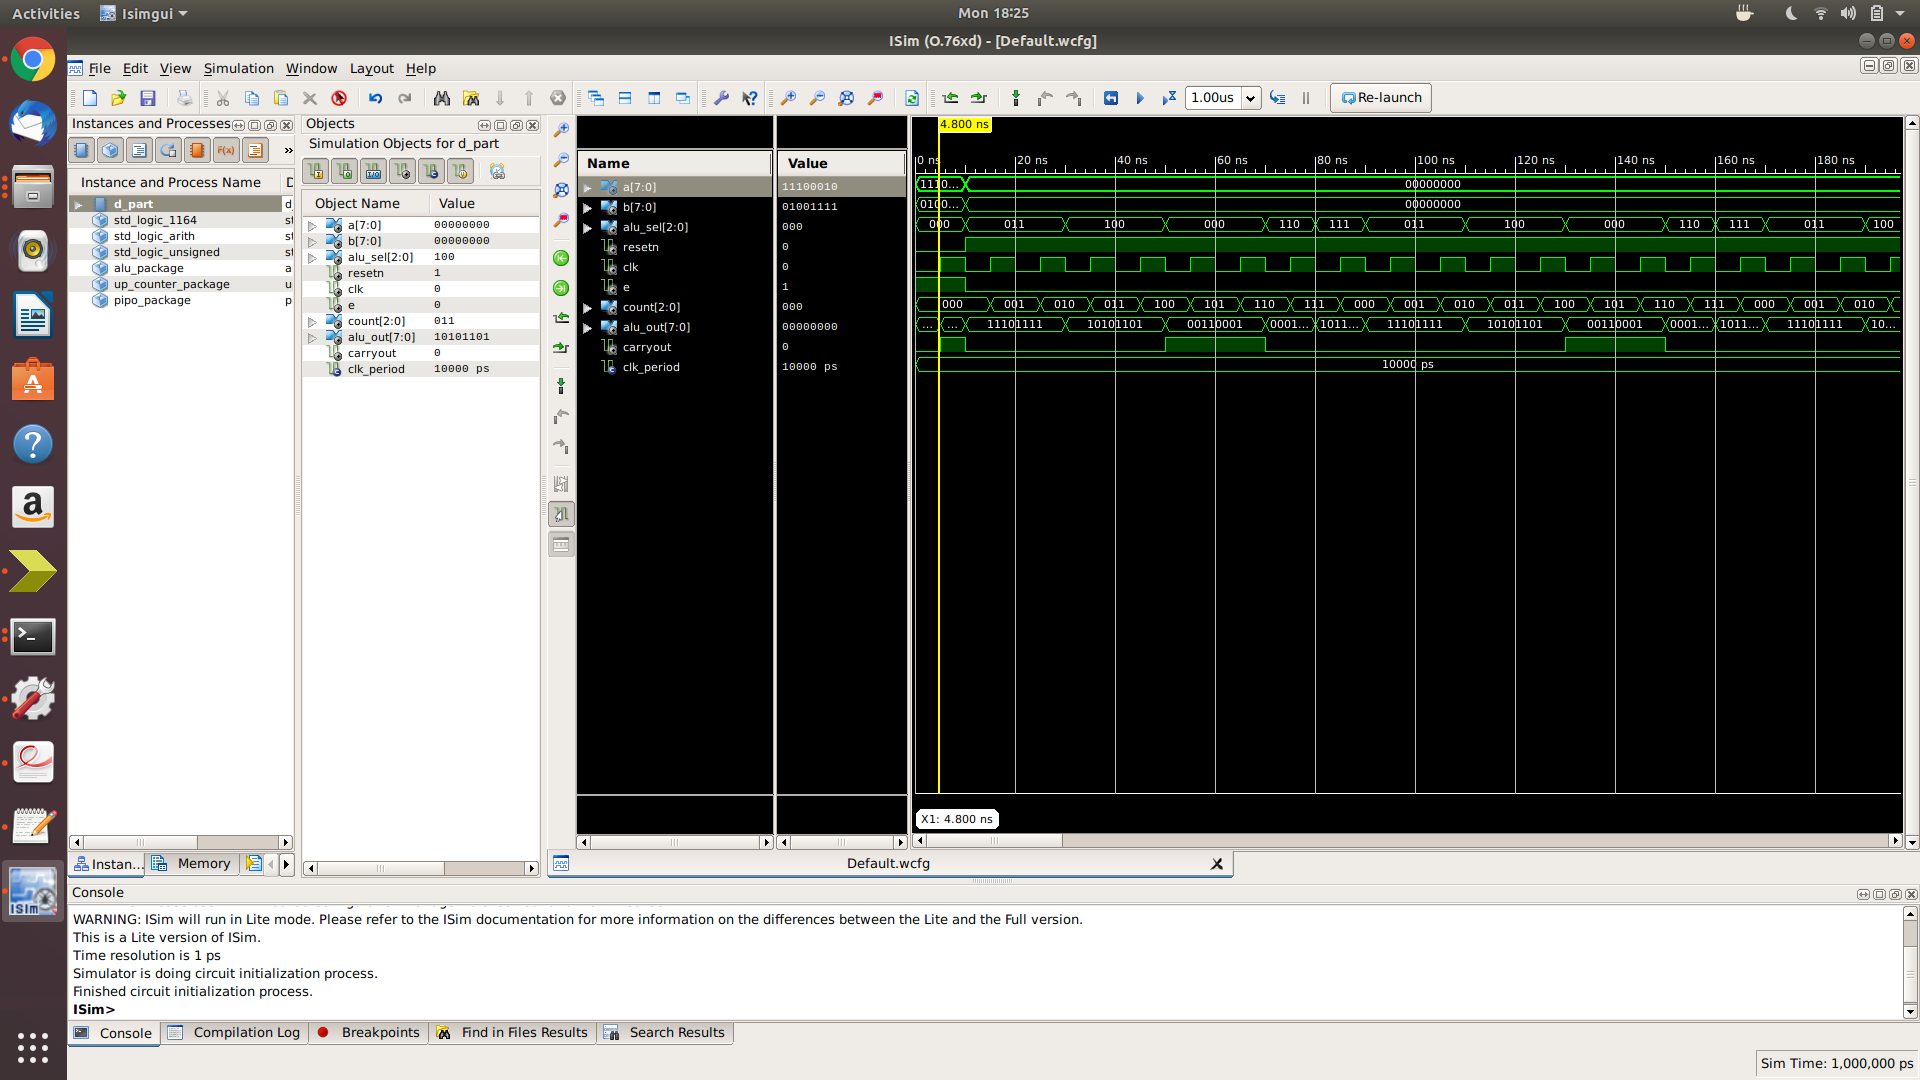 Activities Isimgui Mon 18:25
ISim (O.76xd) - [Default.wcfg]
File Edit View Simulation Window Layout Help
1.00us Re-launch
Instances and Processes
Instance and Process Name D
d_part d_
std_logic_1164 st
std_logic_arith st
std_logic_unsigned st
alu_package a
up_counter_package u
pipo_package p
Instan... Memory
Objects
Simulation Objects for d_part
Object Name Value
a[7:0] 00000000
b[7:0] 00000000
alu_sel[2:0] 100
resetn 1
clk 0
e 0
count[2:0] 011
alu_out[7:0] 10101101
carryout 0
clk_period 10000 ps
Name Value
a[7:0] 11100010
b[7:0] 01001111
alu_sel[2:0] 000
resetn 0
clk 0
e 1
count[2:0] 000
alu_out[7:0] 00000000
carryout 0
clk_period 10000 ps
4.800 ns
0 ns 20 ns 40 ns 60 ns 80 ns 100 ns 120 ns 140 ns 160 ns 180 ns
1110... 00000000
0100... 00000000
000 011 100 000 110 111 011 100 000 110 111 011 100
000 001 010 011 100 101 110 111 000 001 010 011 100 101 110 111 000 001 010
... ... 11101111 10101101 00110001 0001... 1011... 11101111 10101101 00110001 0001... 1011... 11101111 10...
10000 ps
X1: 4.800 ns
Default.wcfg
Console
WARNING: ISim will run in Lite mode. Please refer to the ISim documentation for more information on the differences between the Lite and the Full version.
This is a Lite version of ISim.
Time resolution is 1 ps
Simulator is doing circuit initialization process.
Finished circuit initialization process.
ISim>
Console Compilation Log Breakpoints Find in Files Results Search Results
Sim Time: 1,000,000 ps